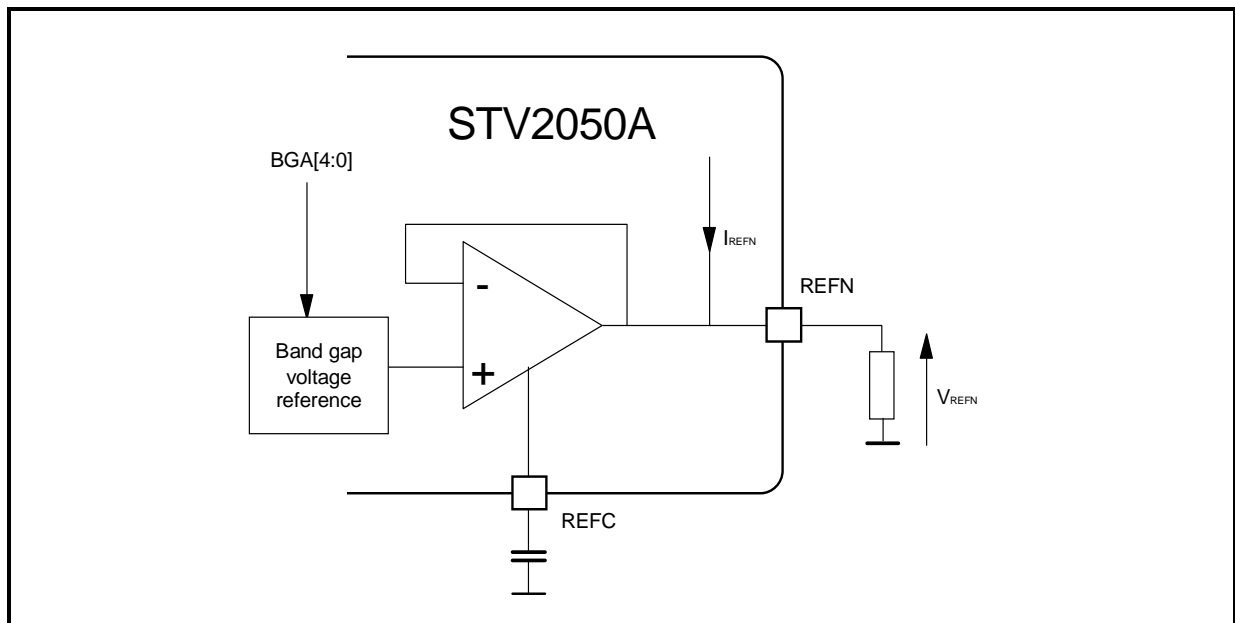 STV2050A
BGA[4:0]
IREFN
REFN
-
Band gap
voltage
reference
+
VREFN
REFC